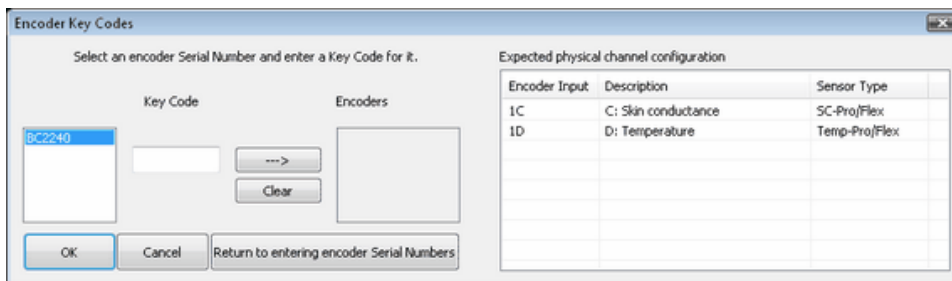 Encoder Key Codes
Select an encoder Serial Number and enter a Key Code for it.
Key Code
Encoders
BC2240
--->
Clear
OK
Cancel
Return to entering encoder Serial Numbers
Expected physical channel configuration
Encoder Input Description Sensor Type
1C C: Skin conductance SC-Pro/Flex
1D D: Temperature Temp-Pro/Flex